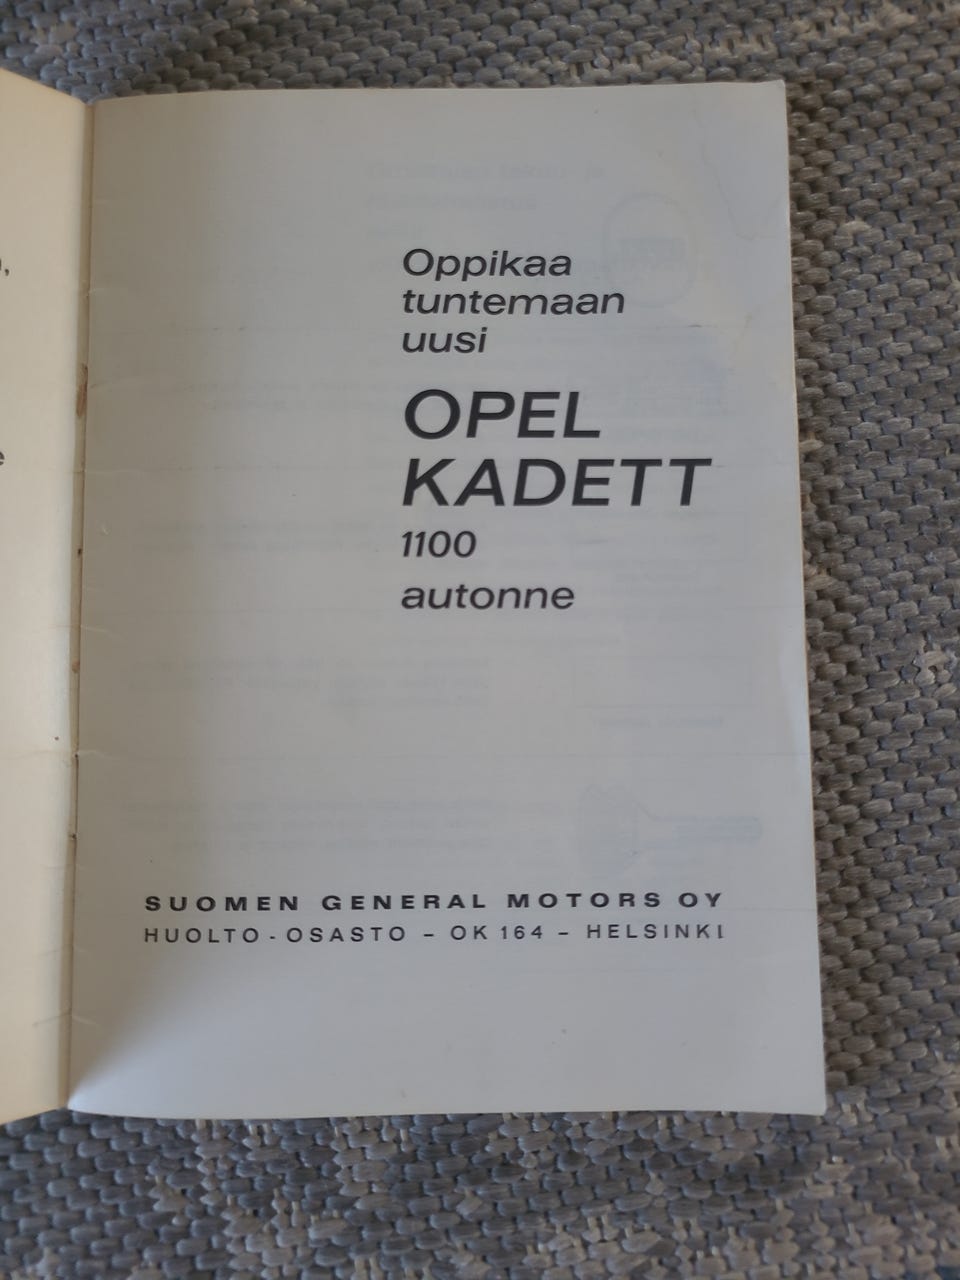 Oppikaa
tuntemaan
uusi
OPEL
KADETT
1100
autonne
SUOMEN GENERAL MOTORS OY
HUOLTO-OSASTO – OK 164 – HELSINKI